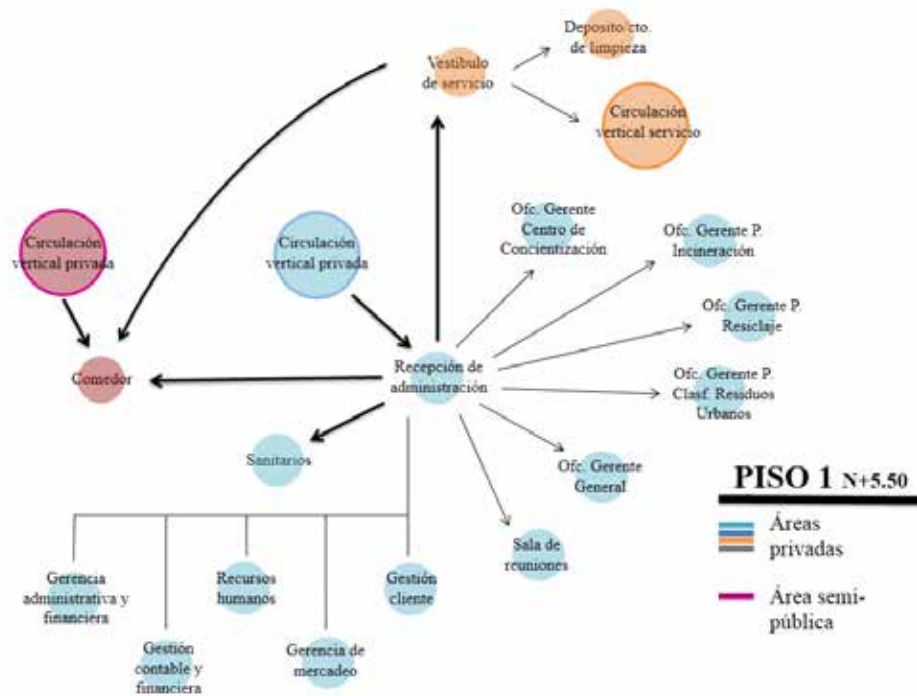 Deposito/cto.
de limpieza
Vestíbulo
de servicio
Circulación
vertical servicio
Ofc. Gerente
Centro de
Concientización
Ofc. Gerente P.
Incineración
Circulación
vertical privada
Circulación
vertical privada
Ofc. Gerente P.
Resiclaje
Comedor
Recepción de
administración
Ofc. Gerente P.
Clasf. Residuos
Urbanos
Sanitarios
Ofc. Gerente
General
PISO 1 N+5.50
Áreas
privadas
Sala de
reuniones
Gerencia
administrativa y
financiera
Recursos
humanos
Gestión
cliente
Área semi-
pública
Gestión
contable y
financiera
Gerencia de
mercadeo